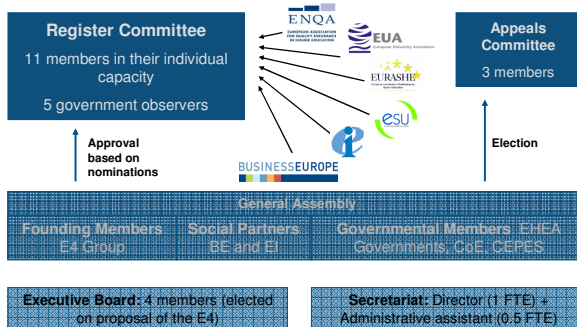 Register Committee
11 members in their individual
capacity
5 government observers
ENQA
EUROPEAN ASSOCIATION
FOR QUALITY ASSURANCE
IN HIGHER EDUCATION
EUA
European University Association
EURASHE
esu
ei
BUSINESSEUROPE
Appeals
Committee
3 members
Approval
based on
nominations
Election
General Assembly
Founding Members
E4 Group
Social Partners
BE and EI
Governmental Members EHEA
Governments, CoE, CEPES
Executive Board: 4 members (elected
on proposal of the E4)
Secretariat: Director (1 FTE) +
Administrative assistant (0.5 FTE)